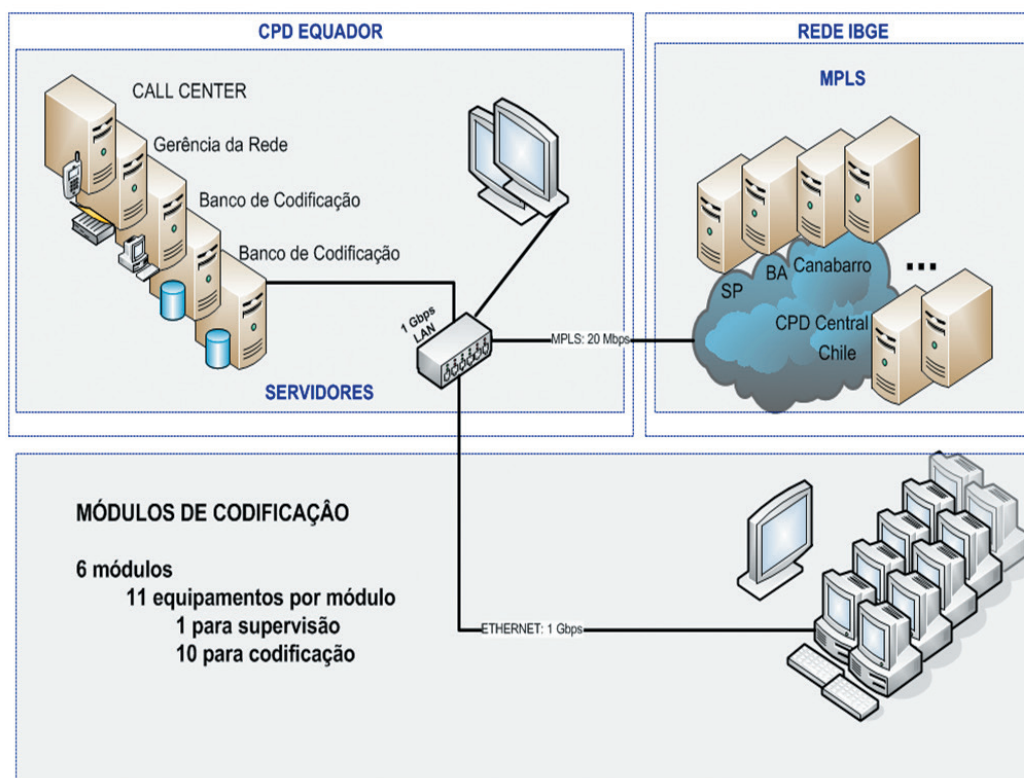 CPD EQUADOR
CALL CENTER
Gerência da Rede
Banco de Codificação
Banco de Codificação
1 Gbps
LAN
SERVIDORES
MPLS: 20 Mbps
REDE IBGE
MPLS
SP
BA
Canabarro
...
CPD Central
Chile
MÓDULOS DE CODIFICAÇÂO
6 módulos
11 equipamentos por módulo
1 para supervisão
10 para codificação
ETHERNET: 1 Gbps